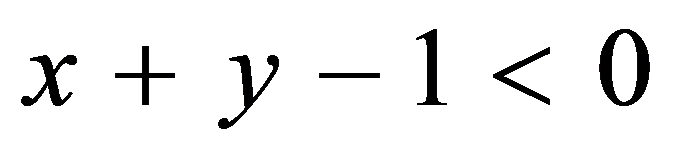 x + y − 1 < 0